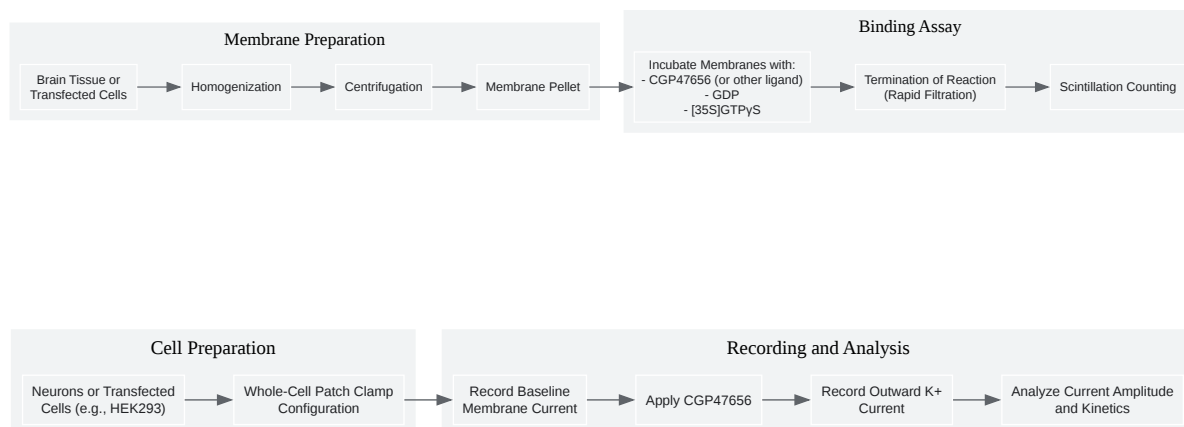 Membrane Preparation
Brain Tissue or
Transfected Cells
Homogenization
Centrifugation
Membrane Pellet
Binding Assay
Incubate Membranes with:
- CGP47656 (or other ligand)
- GDP
- [35S]GTPγS
Termination of Reaction
(Rapid Filtration)
Scintillation Counting
Cell Preparation
Neurons or Transfected
Cells (e.g., HEK293)
Whole-Cell Patch Clamp
Configuration
Recording and Analysis
Record Baseline
Membrane Current
Apply CGP47656
Record Outward K+
Current
Analyze Current Amplitude
and Kinetics